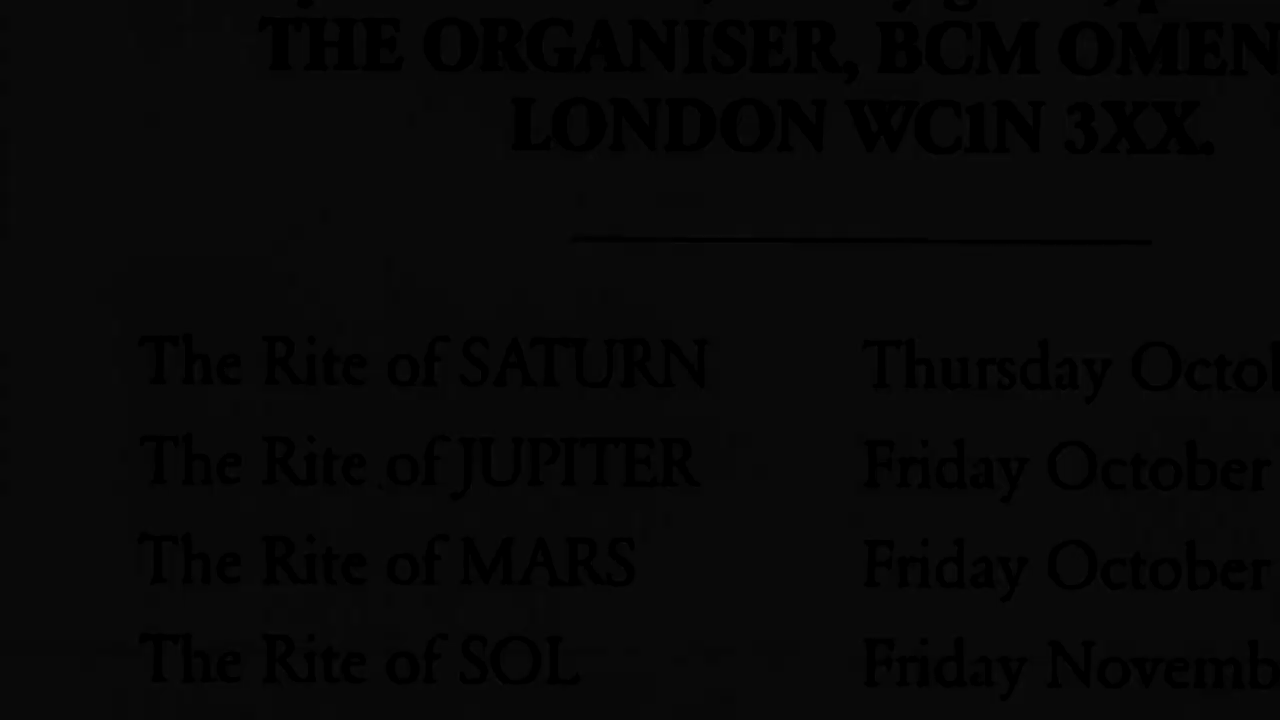 THE ORGANISER, BCM OMEN
LONDON WC1N 3XX.
The Rite of SATURN Thursday
The Rite of JUPITER Friday October
The Rite of MARS Friday October
The Rite of SOL Friday